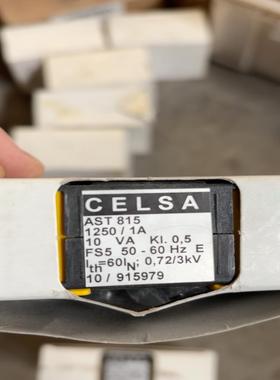 CELSA
AST 815
1250 / 1A
10 VA Kl. 0,5
FS5 50 - 60 Hz E
Ith=60IN; 0,72/3kV
10 / 915979